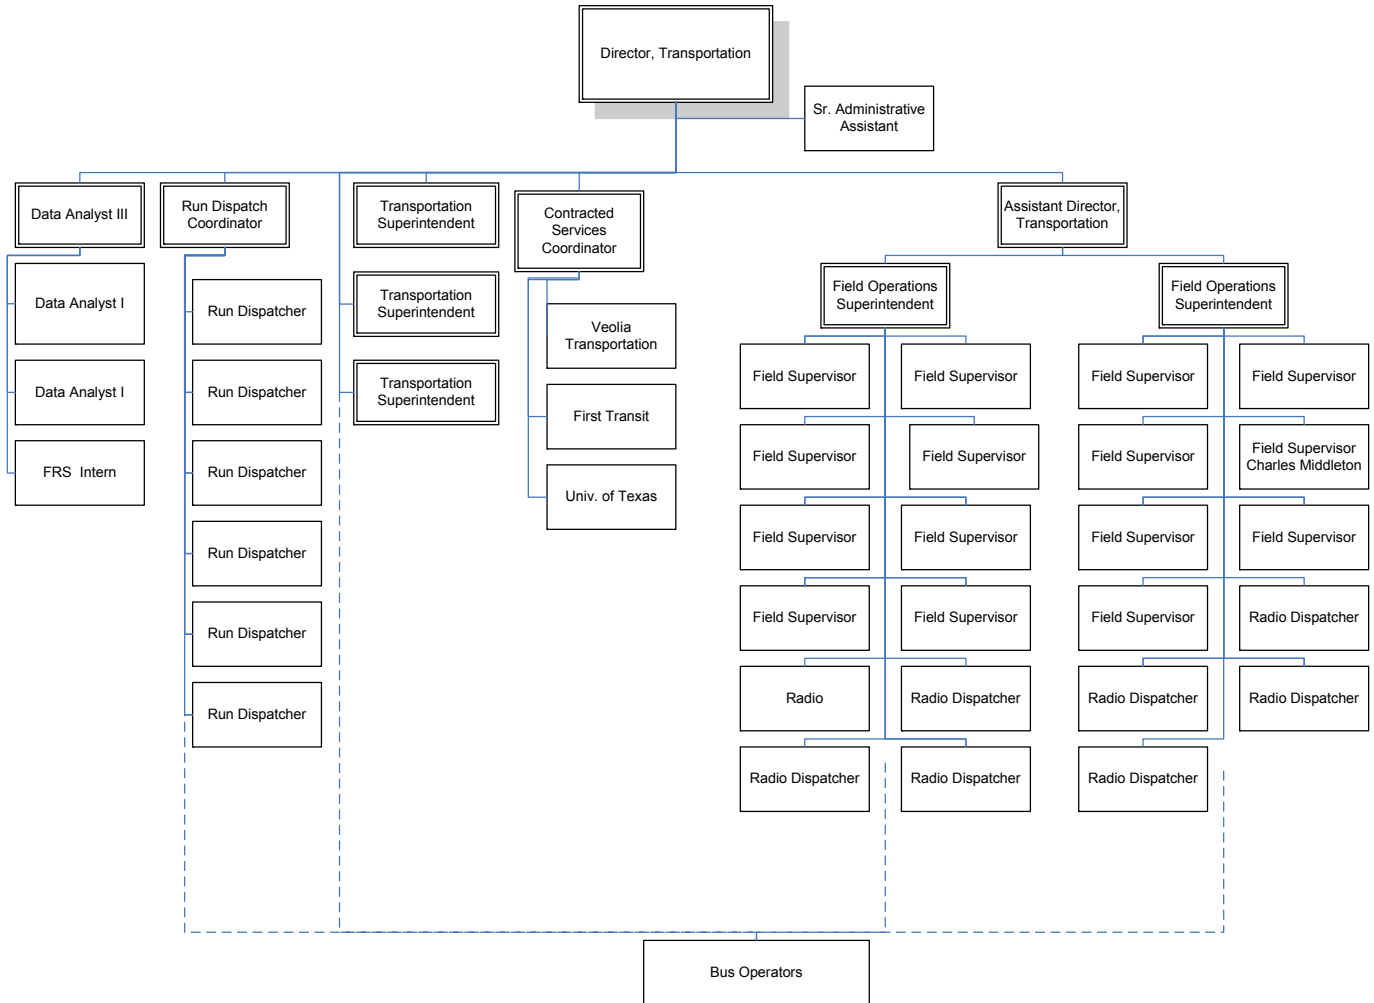 Director, Transportation
Sr. Administrative
Assistant
Data Analyst III
Run Dispatch
Coordinator
Transportation
Superintendent
Contracted
Services
Coordinator
Assistant Director,
Transportation
Data Analyst I
Data Analyst I
FRS Intern
Run Dispatcher
Run Dispatcher
Run Dispatcher
Run Dispatcher
Run Dispatcher
Run Dispatcher
Transportation
Superintendent
Transportation
Superintendent
Veolia
Transportation
First Transit
Univ. of Texas
Field Operations
Superintendent
Field Operations
Superintendent
Field Supervisor
Field Supervisor
Field Supervisor
Field Supervisor
Field Supervisor
Field Supervisor
Field Supervisor
Field Supervisor
Radio
Radio Dispatcher
Radio Dispatcher
Radio Dispatcher
Field Supervisor
Field Supervisor
Field Supervisor
Field Supervisor
Charles Middleton
Field Supervisor
Field Supervisor
Field Supervisor
Radio Dispatcher
Radio Dispatcher
Radio Dispatcher
Radio Dispatcher
Bus Operators